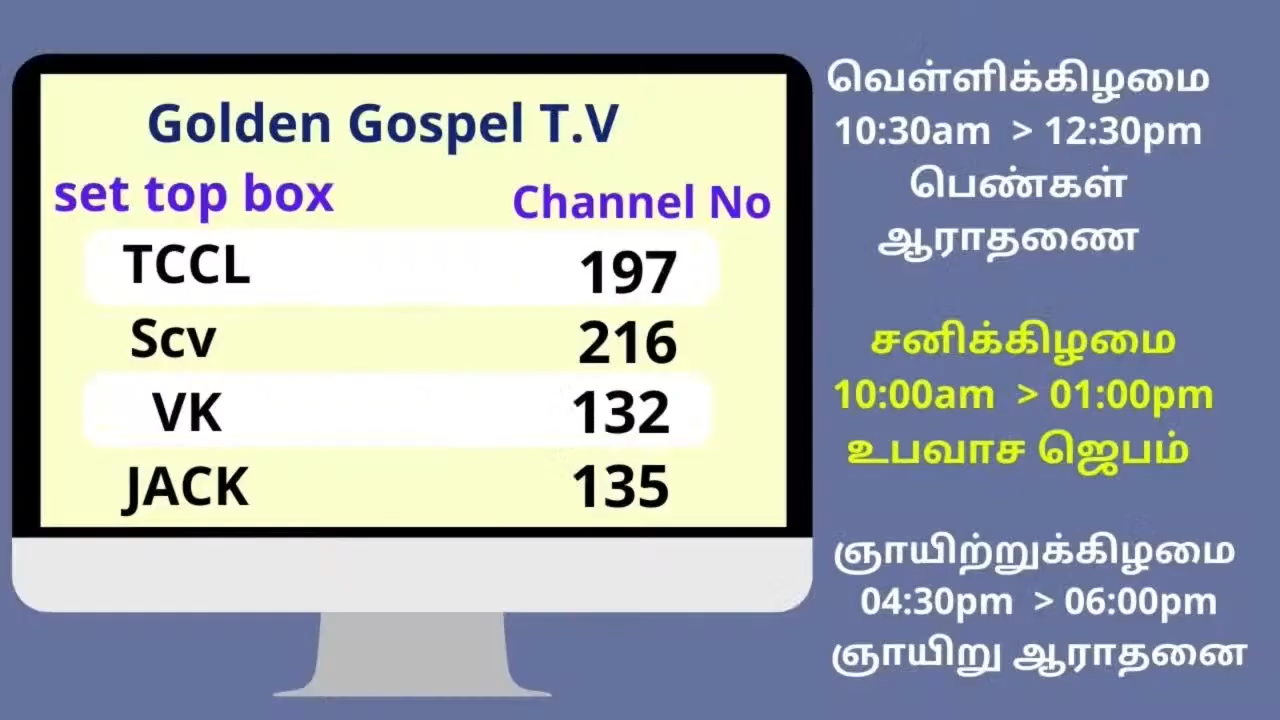 Golden Gospel T.V
set top box Channel No
TCCL 197
Scv 216
VK 132
JACK 135
வெள்ளிக்கிழமை
10:30am > 12:30pm
பெண்கள்
ஆராதணை
சனிக்கிழமை
10:00am > 01:00pm
உபவாச ஜெபம்
ஞாயிற்றுக்கிழமை
04:30pm > 06:00pm
ஞாயிறு ஆராதனை